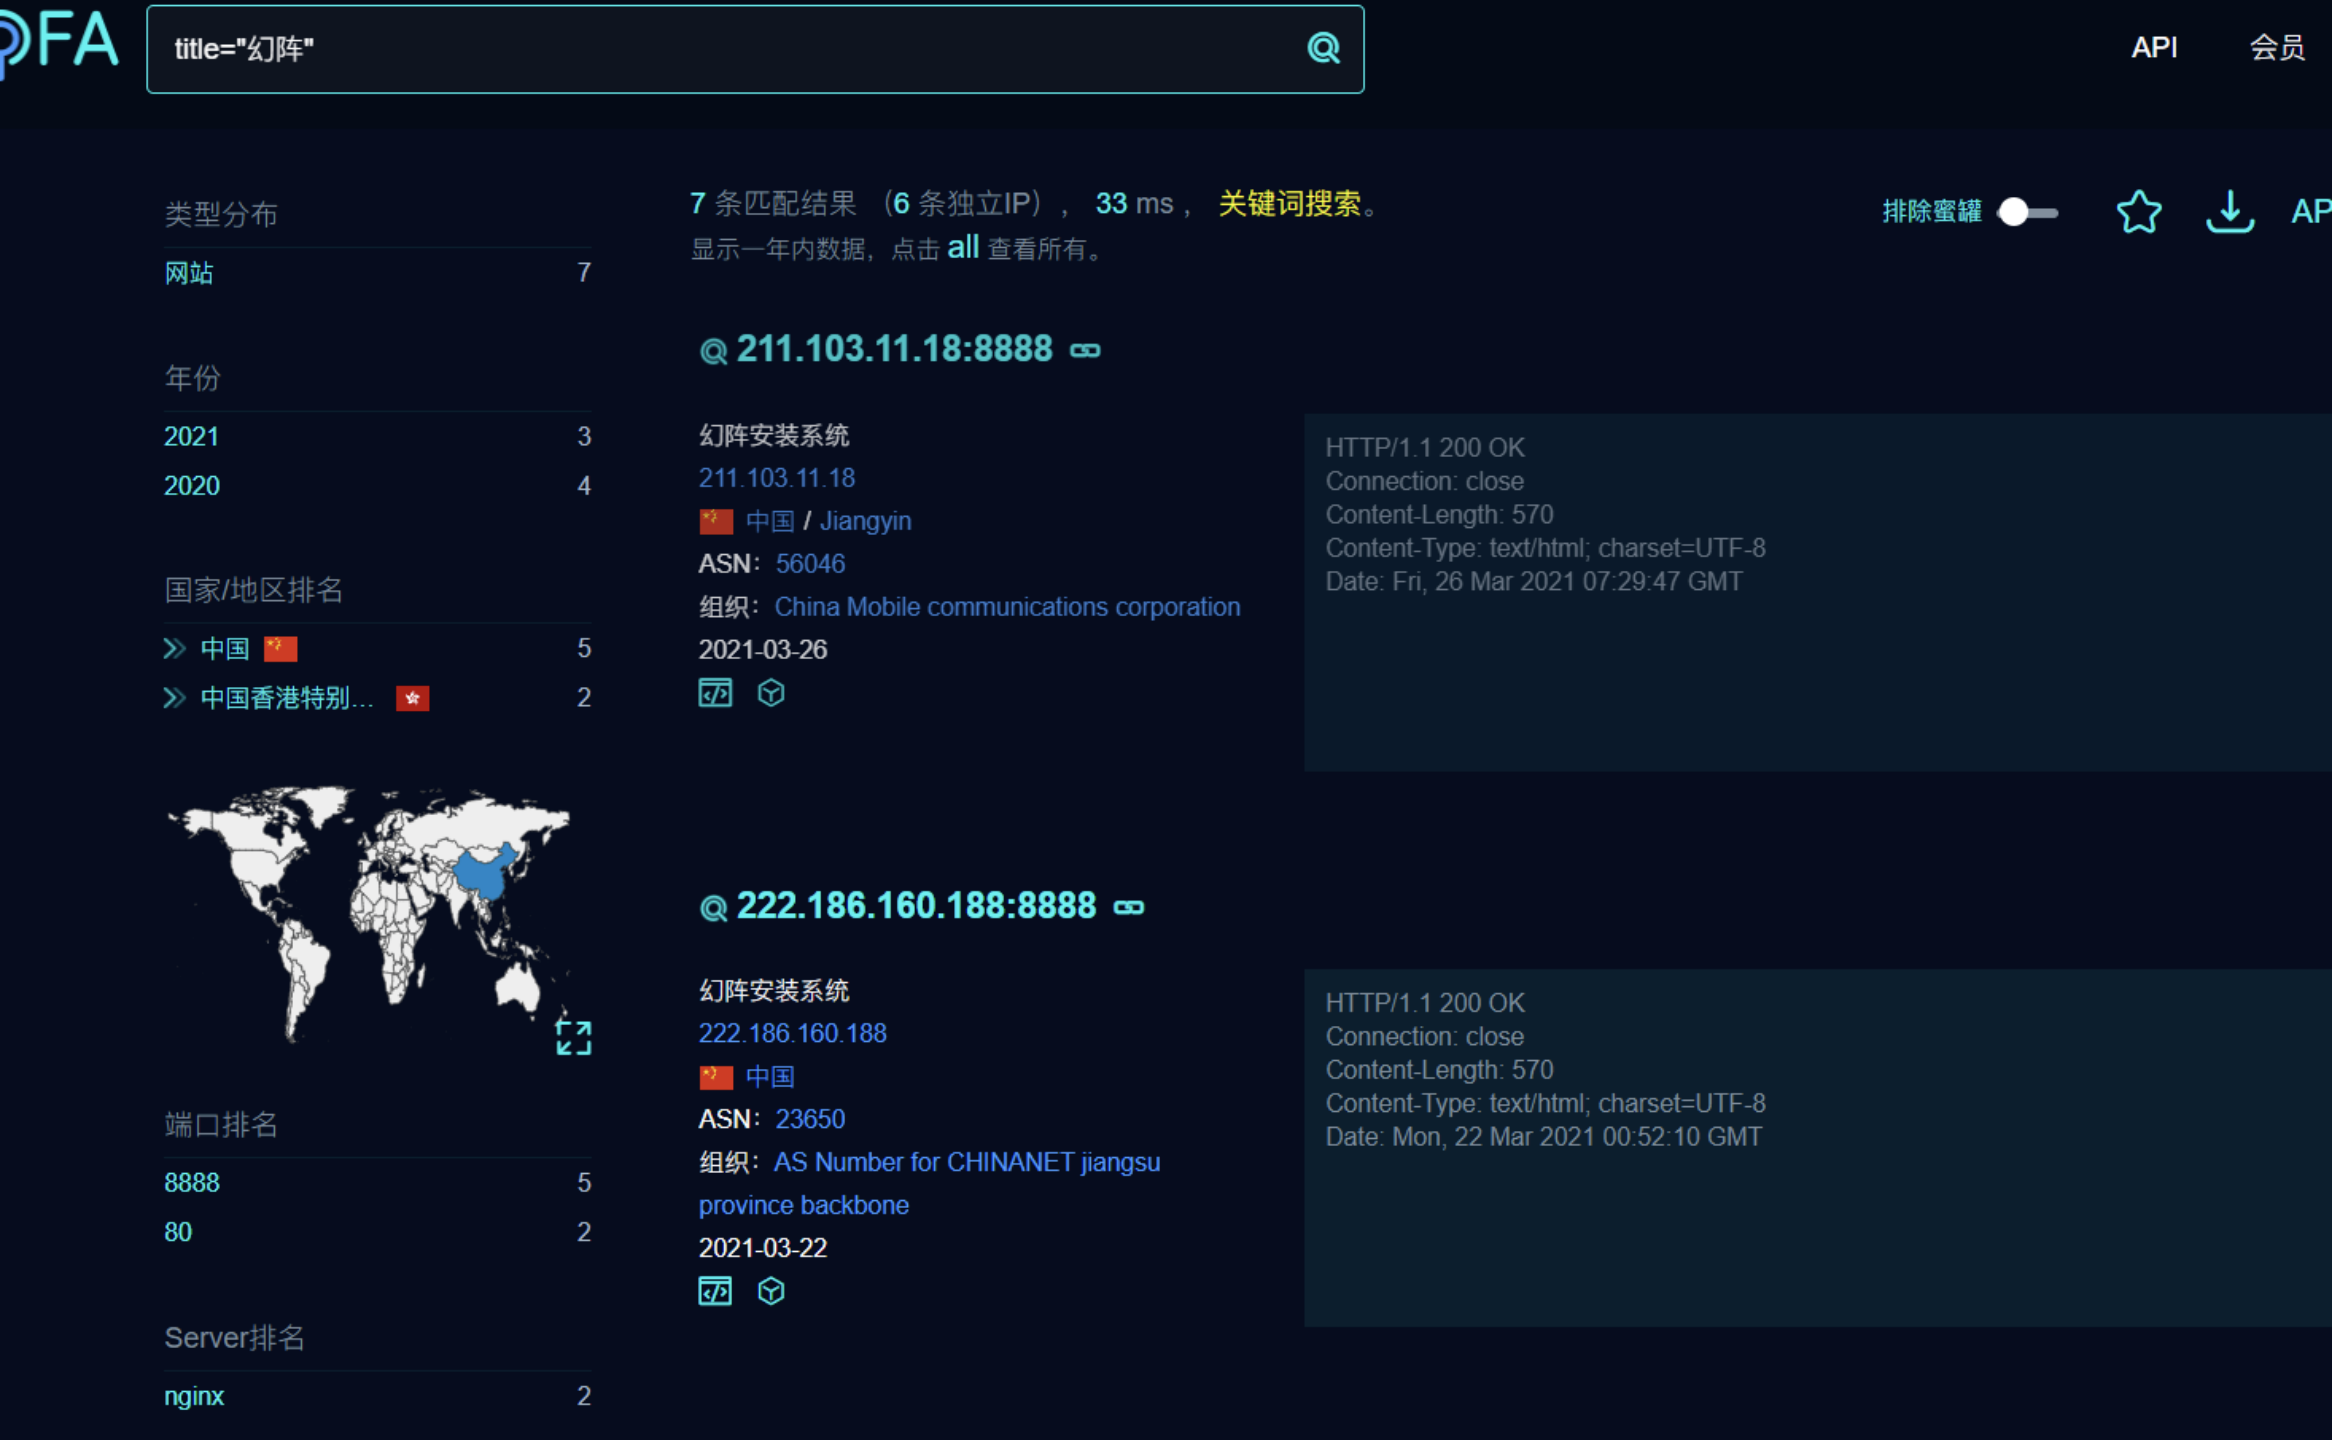 FA
title="幻阵"
API
会员
类型分布
网站 7
年份
2021 3
2020 4
国家/地区排名
中国 5
中国香港特别... 2
端口排名
8888 5
80 2
Server排名
nginx 2
7 条匹配结果 （6 条独立IP）， 33 ms ， 关键词搜索。
显示一年内数据，点击 all 查看所有。
排除蜜罐
AP
211.103.11.18:8888
幻阵安装系统
211.103.11.18
中国 / Jiangyin
ASN： 56046
组织： China Mobile communications corporation
2021-03-26
HTTP/1.1 200 OK
Connection: close
Content-Length: 570
Content-Type: text/html; charset=UTF-8
Date: Fri, 26 Mar 2021 07:29:47 GMT
222.186.160.188:8888
幻阵安装系统
222.186.160.188
中国
ASN： 23650
组织： AS Number for CHINANET jiangsu
province backbone
2021-03-22
HTTP/1.1 200 OK
Connection: close
Content-Length: 570
Content-Type: text/html; charset=UTF-8
Date: Mon, 22 Mar 2021 00:52:10 GMT